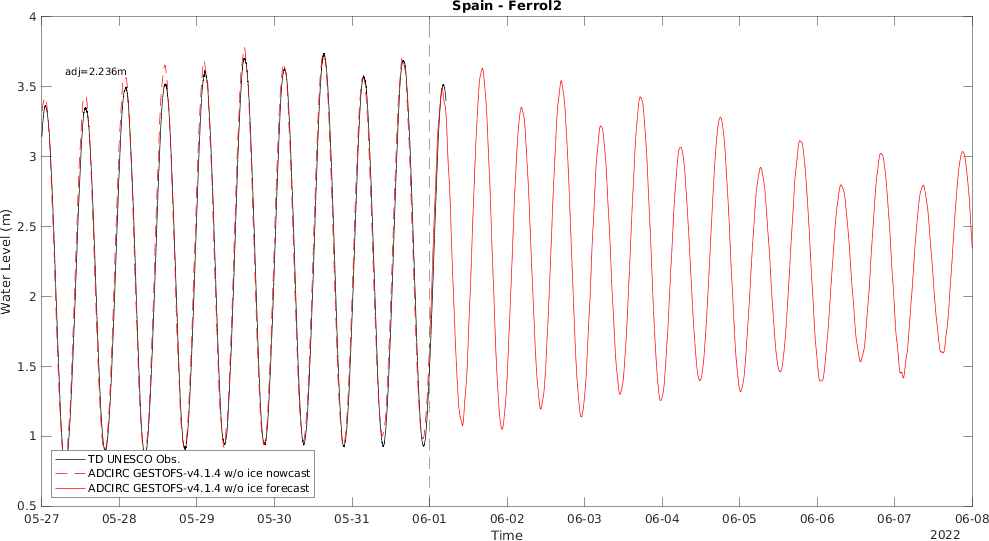 Spain - Ferrol2
4
3.5
3
2.5
2
1.5
1
0.5
Water Level (m)
adj=2.236m
TD UNESCO Obs.
ADCIRC GESTOFS-v4.1.4 w/o ice nowcast
ADCIRC GESTOFS-v4.1.4 w/o ice forecast
05-27 05-28 05-29 05-30 05-31 06-01 06-02 06-03 06-04 06-05 06-06 06-07 06-08
Time
2022